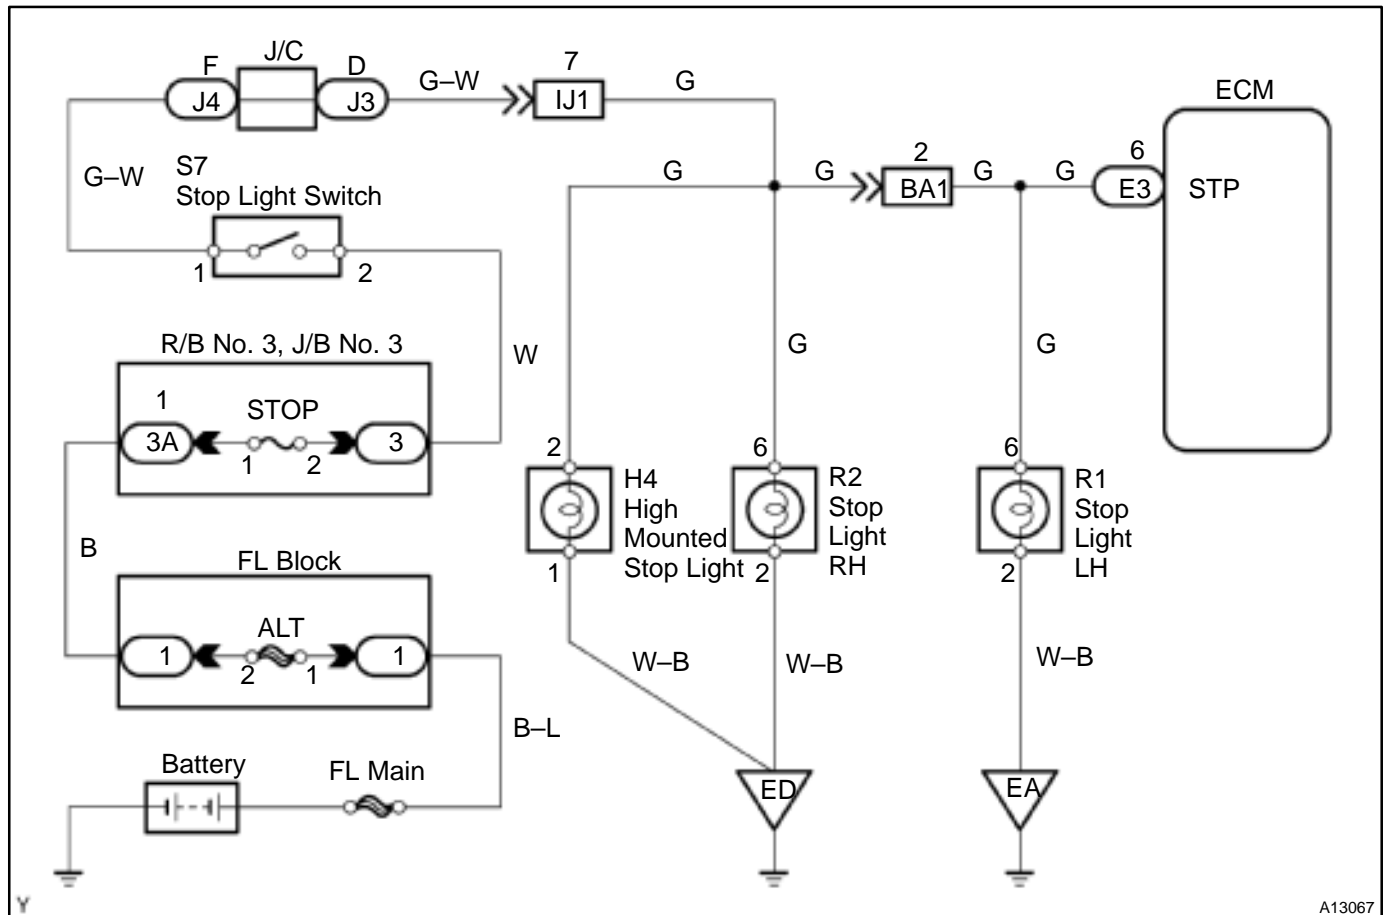 F J/C D
J4 J3
G–W
7
IJ1
G
ECM
G–W
S7
Stop Light Switch
1 2
G
G
2
BA1
G
G
6
E3
STP
R/B No. 3, J/B No. 3
W
1
3A
STOP
1 2
3
G
G
B
2
H4
High
Mounted
Stop Light
1
6
R2
Stop
Light
RH
2
6
R1
Stop
Light
LH
2
FL Block
1
ALT
2 1
1
W–B
W–B
W–B
B–L
Battery
FL Main
ED
EA
Y
A13067